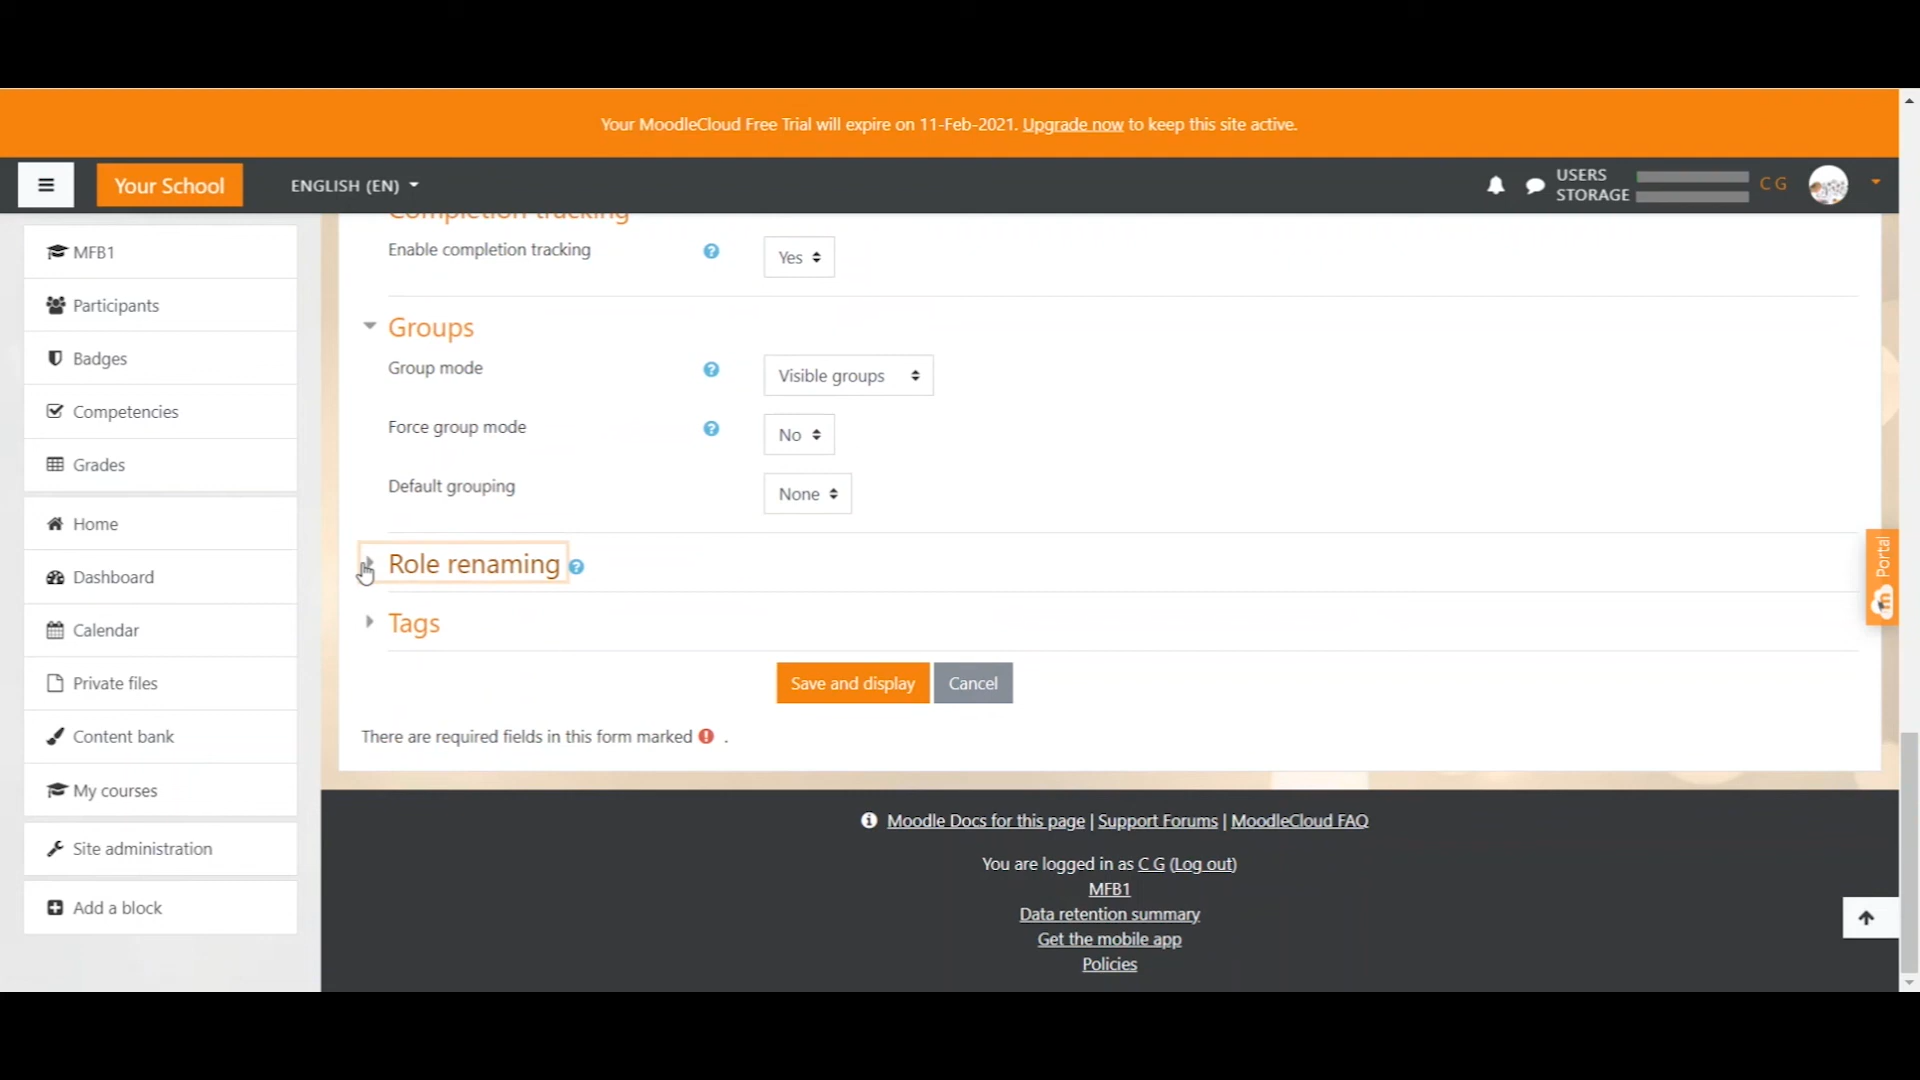 Your MoodleCloud Free Trial will expire on 11-Feb-2021. Upgrade now to keep this site active.
Your School
ENGLISH (EN)
USERS
STORAGE
C G
MFB1
Participants
Badges
Competencies
Grades
Home
Dashboard
Calendar
Private files
Content bank
My courses
Site administration
Add a block
Completion tracking
Enable completion tracking
Yes
Groups
Group mode
Visible groups
Force group mode
No
Default grouping
None
Role renaming
Tags
Save and display
Cancel
There are required fields in this form marked .
Portal
Moodle Docs for this page | Support Forums | MoodleCloud FAQ
You are logged in as C G (Log out)
MFB1
Data retention summary
Get the mobile app
Policies